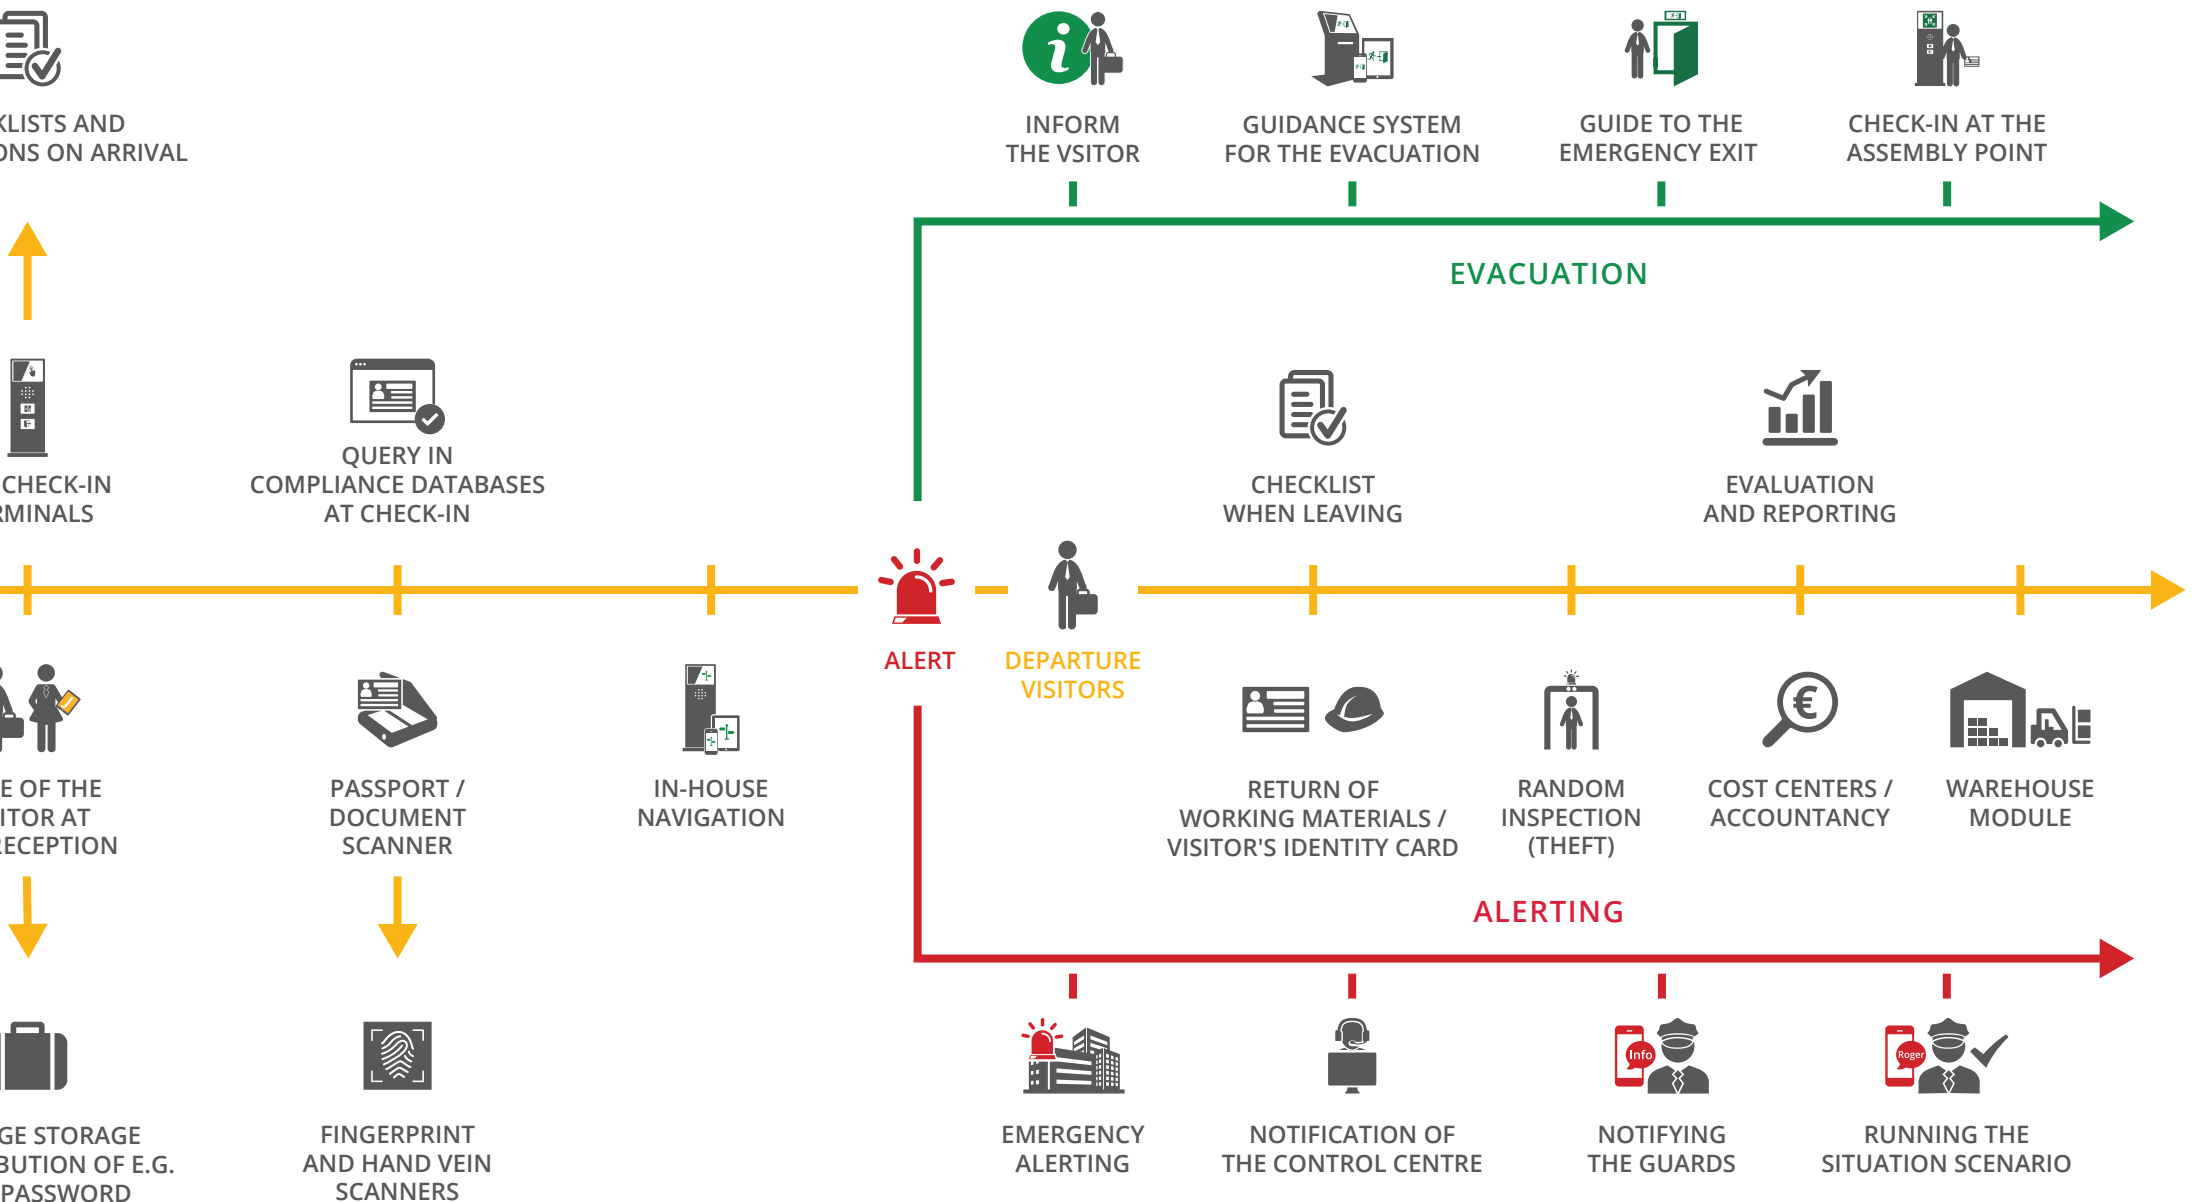 KLISTS AND
ONS ON ARRIVAL
INFORM
THE VSITOR
GUIDANCE SYSTEM
FOR THE EVACUATION
GUIDE TO THE
EMERGENCY EXIT
CHECK-IN AT THE
ASSEMBLY POINT
EVACUATION
CHECK-IN
RMINALS
QUERY IN
COMPLIANCE DATABASES
AT CHECK-IN
CHECKLIST
WHEN LEAVING
EVALUATION
AND REPORTING
ALERT
DEPARTURE
VISITORS
E OF THE
ITOR AT
RECEPTION
PASSPORT /
DOCUMENT
SCANNER
IN-HOUSE
NAVIGATION
RETURN OF
WORKING MATERIALS /
VISITOR'S IDENTITY CARD
RANDOM
INSPECTION
(THEFT)
€
COST CENTERS /
ACCOUNTANCY
WAREHOUSE
MODULE
ALERTING
GE STORAGE
BUTION OF E.G.
PASSWORD
FINGERPRINT
AND HAND VEIN
SCANNERS
EMERGENCY
ALERTING
NOTIFICATION OF
THE CONTROL CENTRE
Info
NOTIFYING
THE GUARDS
Roger
RUNNING THE
SITUATION SCENARIO